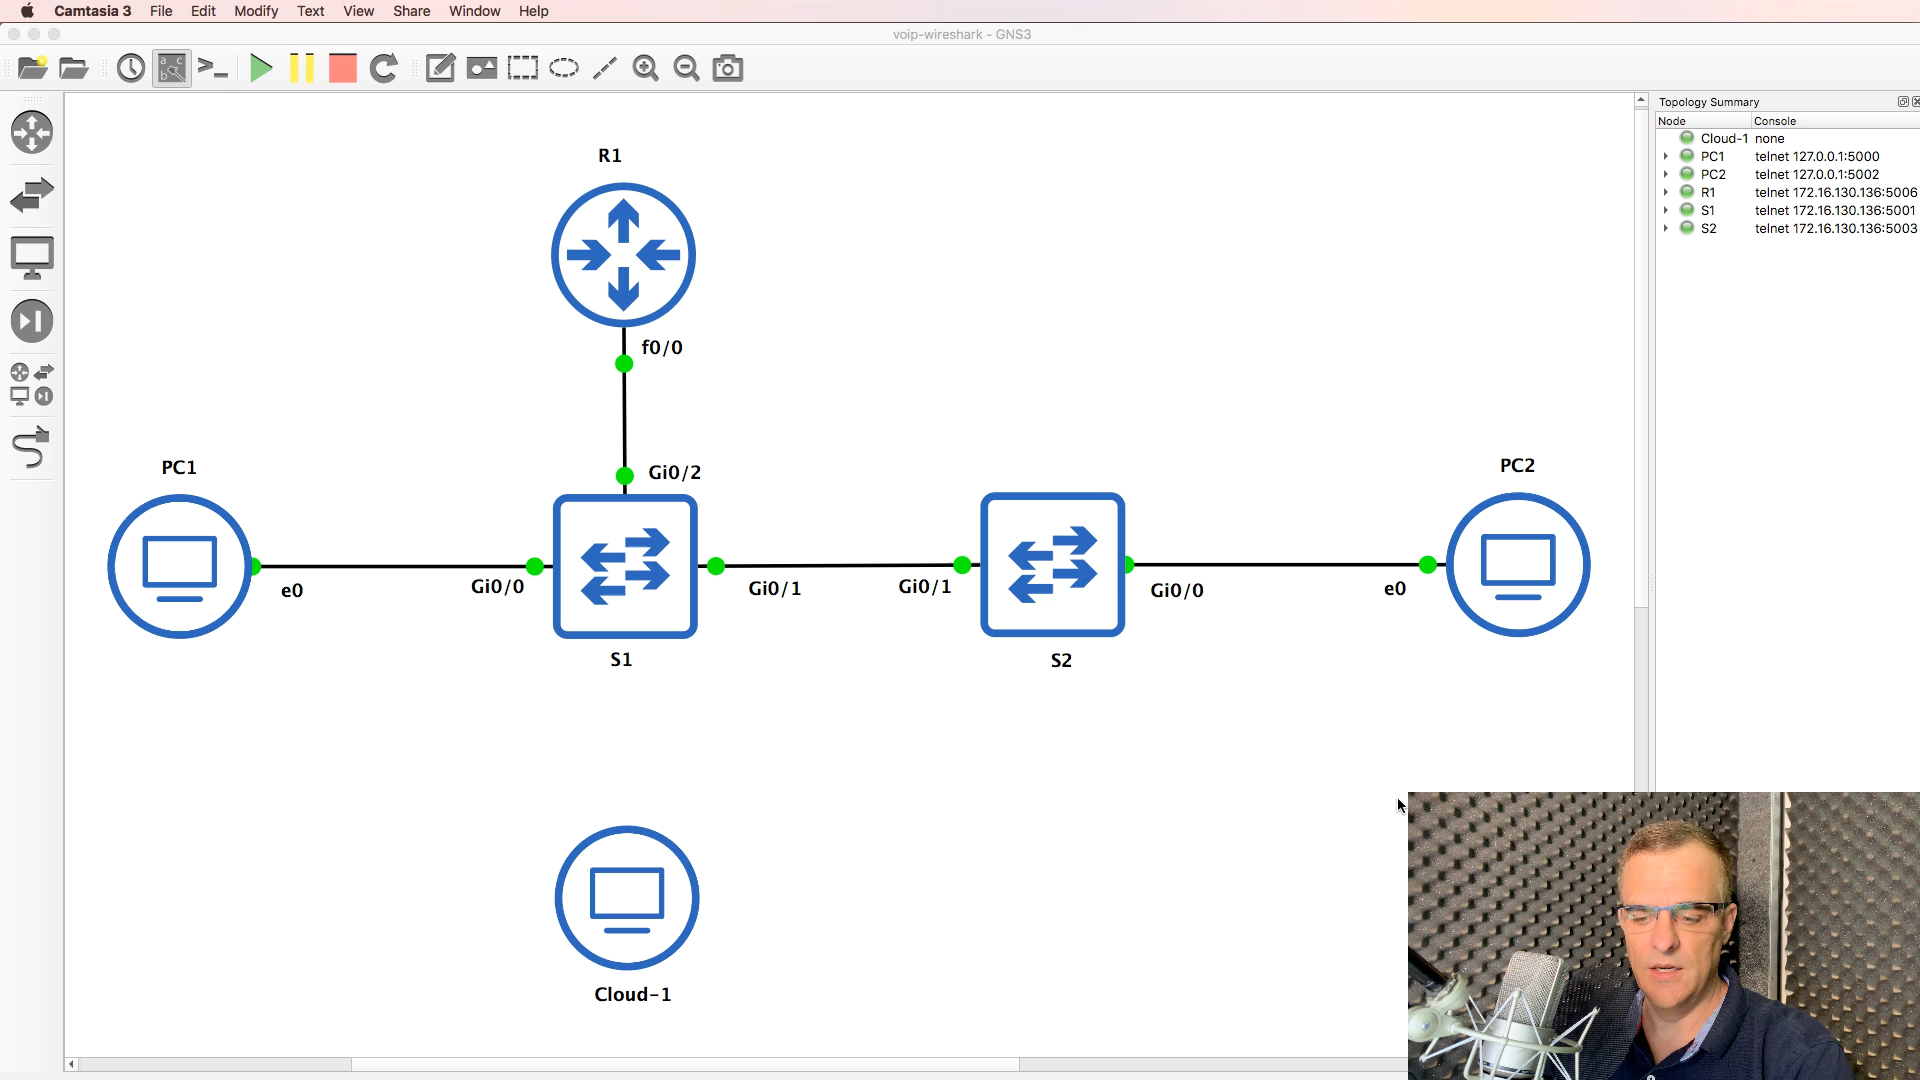 Camtasia 3 File Edit Modify Text View Share Window Help
voip-wireshark - GNS3
Topology Summary
Node Console
Cloud-1 none
PC1 telnet 127.0.0.1:5000
PC2 telnet 127.0.0.1:5002
R1 telnet 172.16.130.136:5006
S1 telnet 172.16.130.136:5001
S2 telnet 172.16.130.136:5003
R1
f0/0
Gi0/2
PC1
PC2
e0
Gi0/0
Gi0/1
Gi0/1
Gi0/0
e0
S1
S2
Cloud-1